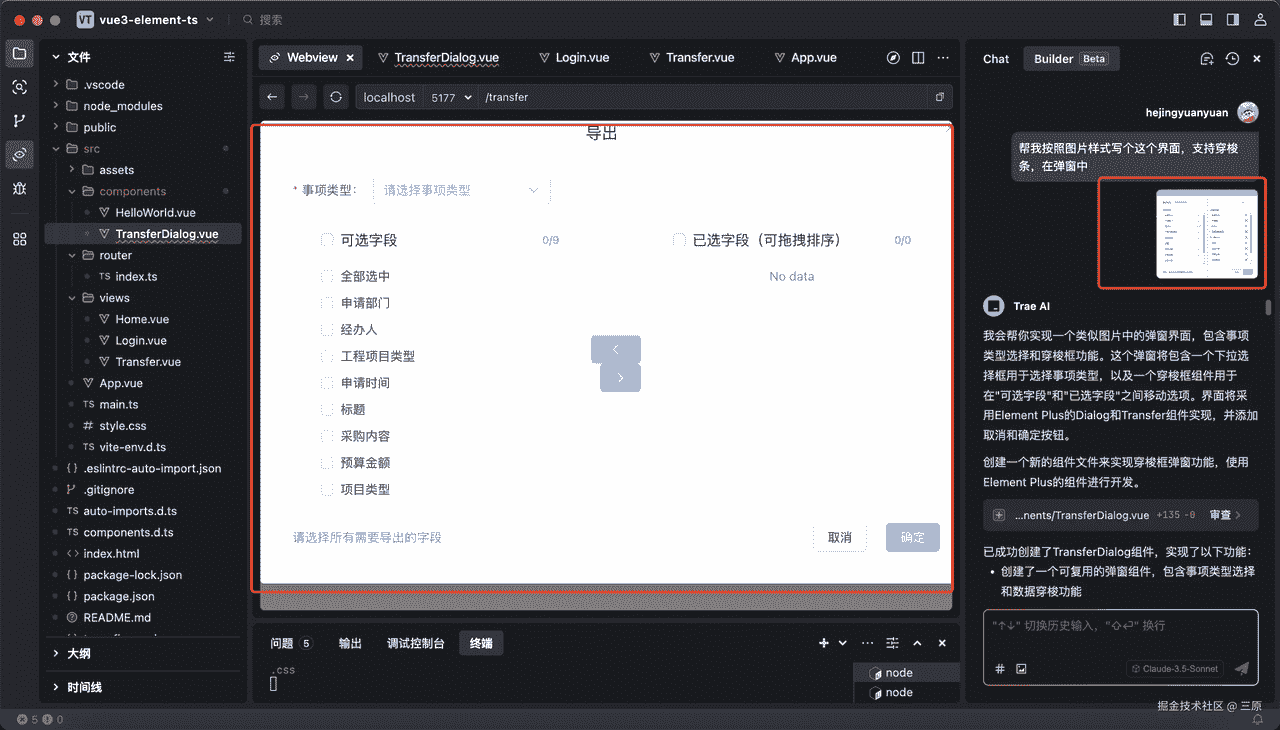 VT vue3-element-ts
搜索
文件
.vscode
node_modules
public
src
assets
components
HelloWorld.vue
TransferDialog.vue
router
TS index.ts
views
Home.vue
Login.vue
Transfer.vue
App.vue
TS main.ts
# style.css
TS vite-env.d.ts
{ } .eslintrc-auto-import.json
.gitignore
TS auto-imports.d.ts
TS components.d.ts
<> index.html
{ } package-lock.json
{ } package.json
README.md
大纲
时间线
Webview
TransferDialog.vue
Login.vue
Transfer.vue
App.vue
localhost 5177 /transfer
导出
* 事项类型: 请选择事项类型
可选字段 0/9
全部选中
申请部门
经办人
工程项目类型
申请时间
标题
采购内容
预算金额
项目类型
已选字段（可拖拽排序） 0/0
No data
请选择所有需要导出的字段
取消
确定
问题 5
输出
调试控制台
终端
.css
node
node
Chat
Builder Beta
hejingyuanyuan
帮我按照图片样式写个这个界面，支持穿梭
条，在弹窗中
Trae AI
我会帮你实现一个类似图片中的弹窗界面，包含事项
类型选择和穿梭框功能。这个弹窗将包含一个下拉选
择框用于选择事项类型，以及一个穿梭框组件用于
在"可选字段"和"已选字段"之间移动选项。界面将采
用Element Plus的Dialog和Transfer组件实现，并添加
取消和确定按钮。
创建一个新的组件文件来实现穿梭框弹窗功能，使用
Element Plus的组件进行开发。
...nents/TransferDialog.vue +135 -0 审查
已成功创建了TransferDialog组件，实现了以下功能：
• 创建了一个可复用的弹窗组件，包含事项类型选择
和数据穿梭功能
"↑↓" 切换历史输入，"⇧⏎" 换行
# Claude-3.5-Sonnet
掘金技术社区 @ 三原
5 0